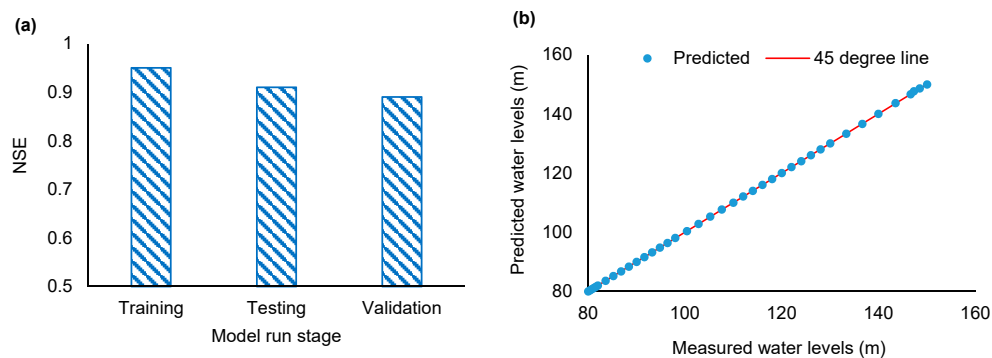 (a)
1
0.9
0.8
0.7
0.6
0.5
NSE
Training Testing Validation
Model run stage
(b)
Predicted 45 degree line
160
140
120
100
80
Predicted water levels (m)
80 100 120 140 160
Measured water levels (m)